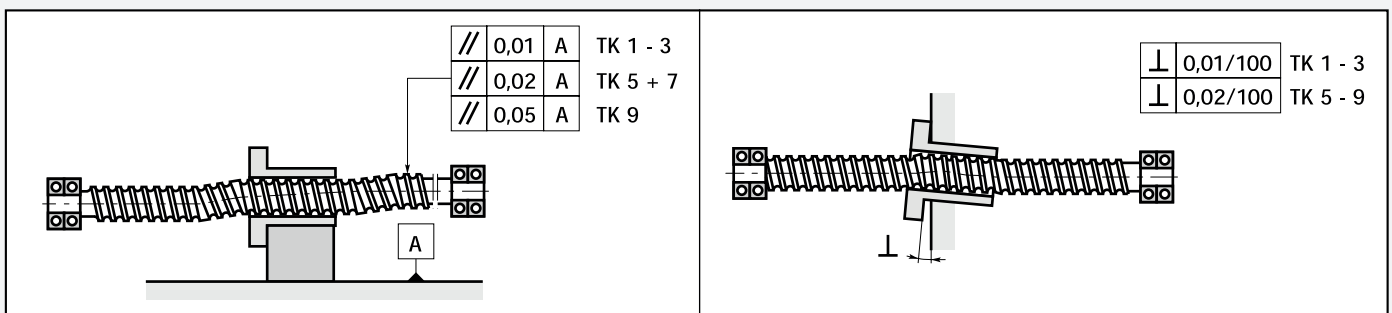 // 0,01 A TK 1 - 3
// 0,02 A TK 5 + 7
// 0,05 A TK 9
A
⊥ 0,01/100 TK 1 - 3
⊥ 0,02/100 TK 5 - 9
⊥